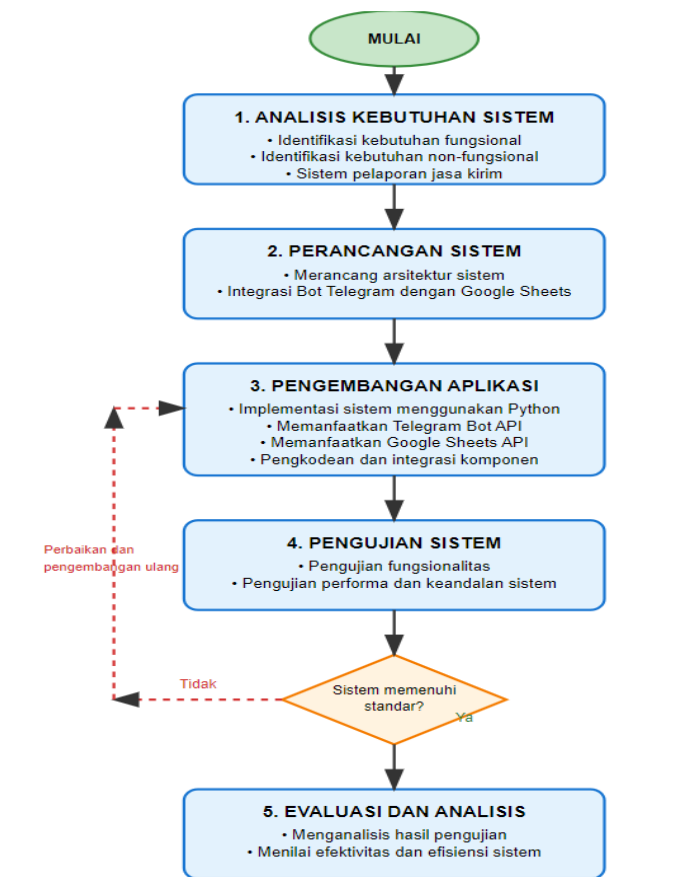 MULAI
1. ANALISIS KEBUTUHAN SISTEM
• Identifikasi kebutuhan fungsional
• Identifikasi kebutuhan non-fungsional
• Sistem pelaporan jasa kirim
2. PERANCANGAN SISTEM
• Merancang arsitektur sistem
• Integrasi Bot Telegram dengan Google Sheets
3. PENGEMBANGAN APLIKASI
• Implementasi sistem menggunakan Python
• Memanfaatkan Telegram Bot API
• Memanfaatkan Google Sheets API
• Pengkodean dan integrasi komponen
Perbaikan dan
pengembangan ulang
4. PENGUJIAN SISTEM
• Pengujian fungsionalitas
• Pengujian performa dan keandalan sistem
Tidak
Sistem memenuhi
standar?
Ya
5. EVALUASI DAN ANALISIS
• Menganalisis hasil pengujian
• Menilai efektivitas dan efisiensi sistem